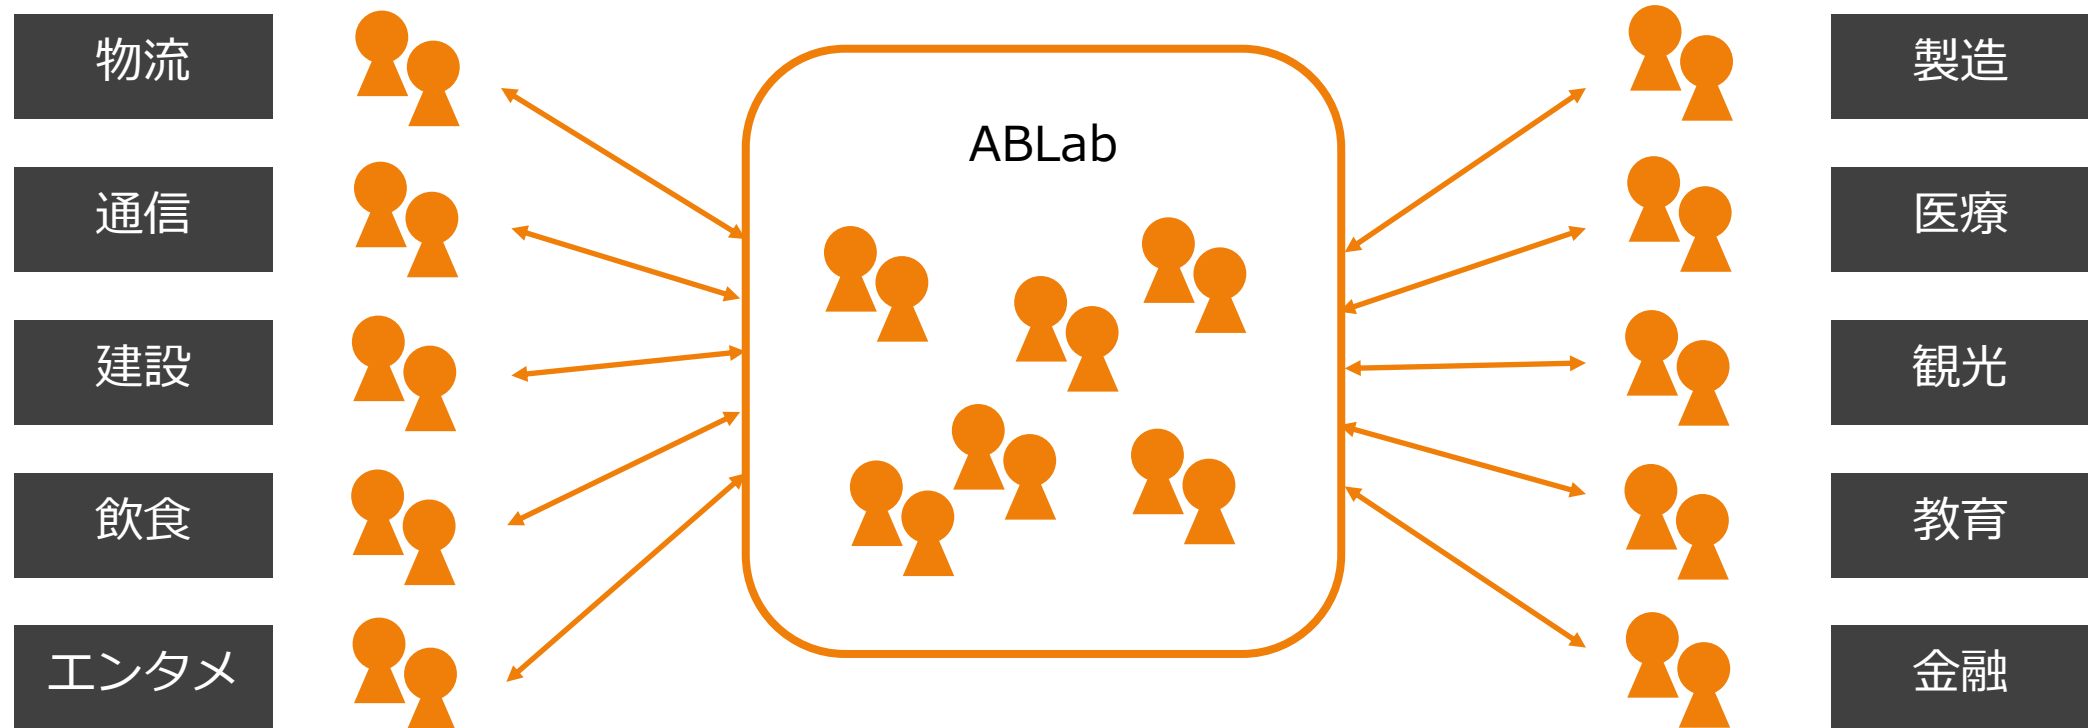 物流
通信
建設
飲食
エンタメ
ABLab
製造
医療
観光
教育
金融